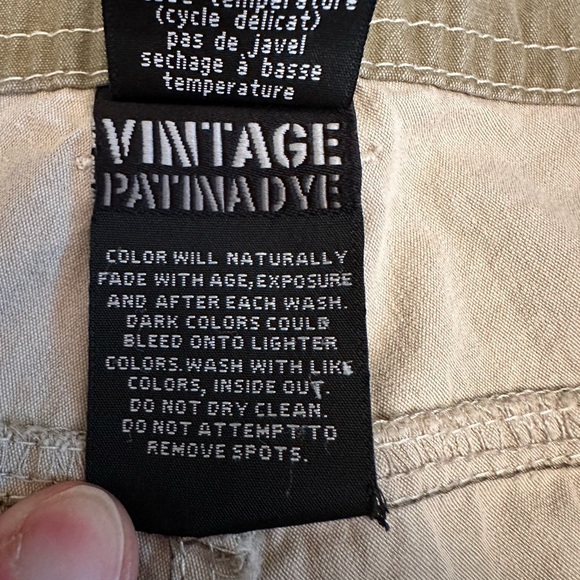 température
(cycle délicat)
pas de javel
sechage à basse
temperature
VINTAGE
PATINADYE
COLOR WILL NATURALLY
FADE WITH AGE,EXPOSURE
AND AFTER EACH WASH.
DARK COLORS COULD
BLEED ONTO LIGHTER
COLORS.WASH WITH LIKE
COLORS, INSIDE OUT.
DO NOT DRY CLEAN.
DO NOT ATTEMPT TO
REMOVE SPOTS.